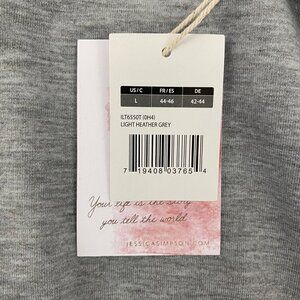 US / C FR / ES DE
L 44-46 42-44
ILT6550T (0H4)
LIGHT HEATHER GREY
7 19408 03765 4
Your life is the story
you tell the world
JESSICASIMPSON.COM